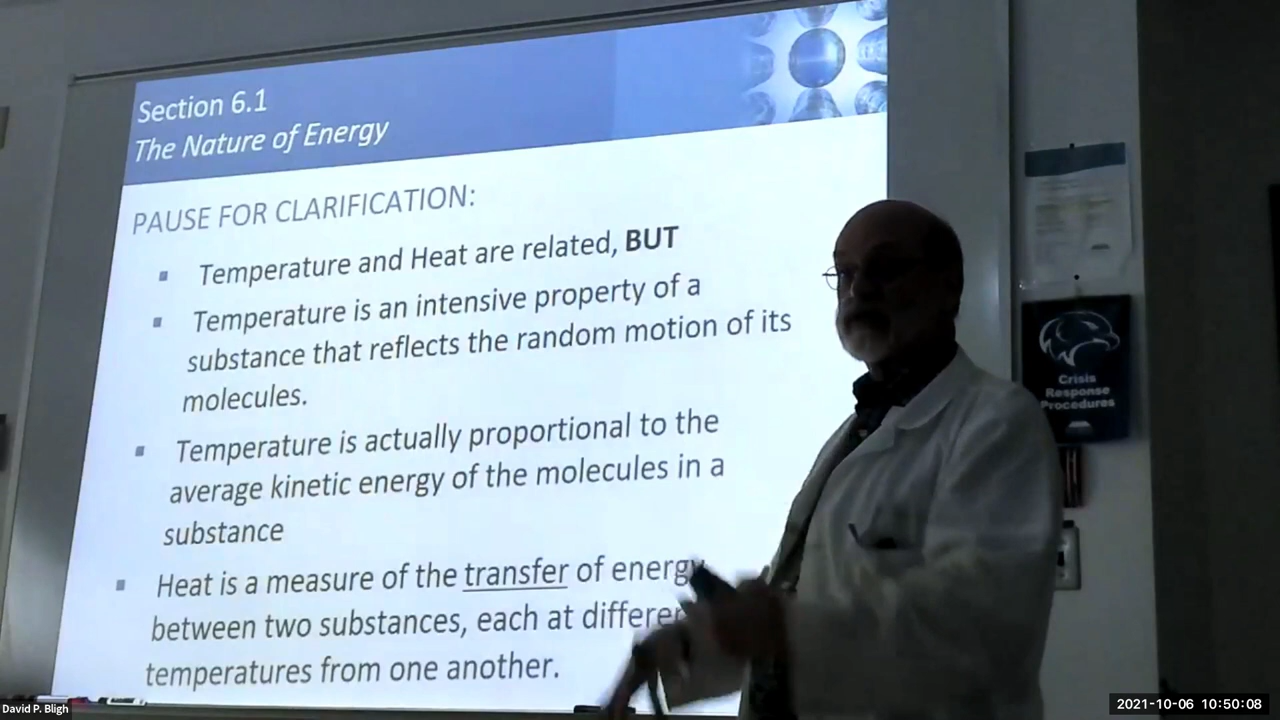 Section 6.1
The Nature of Energy
PAUSE FOR CLARIFICATION:
▪ Temperature and Heat are related, BUT
▪ Temperature is an intensive property of a
substance that reflects the random motion of its
molecules.
▪ Temperature is actually proportional to the
average kinetic energy of the molecules in a
substance
▪ Heat is a measure of the transfer of energy
between two substances, each at differen
temperatures from one another.
Crisis
Response
Procedures
David P. Bligh
2021-10-06 10:50:08